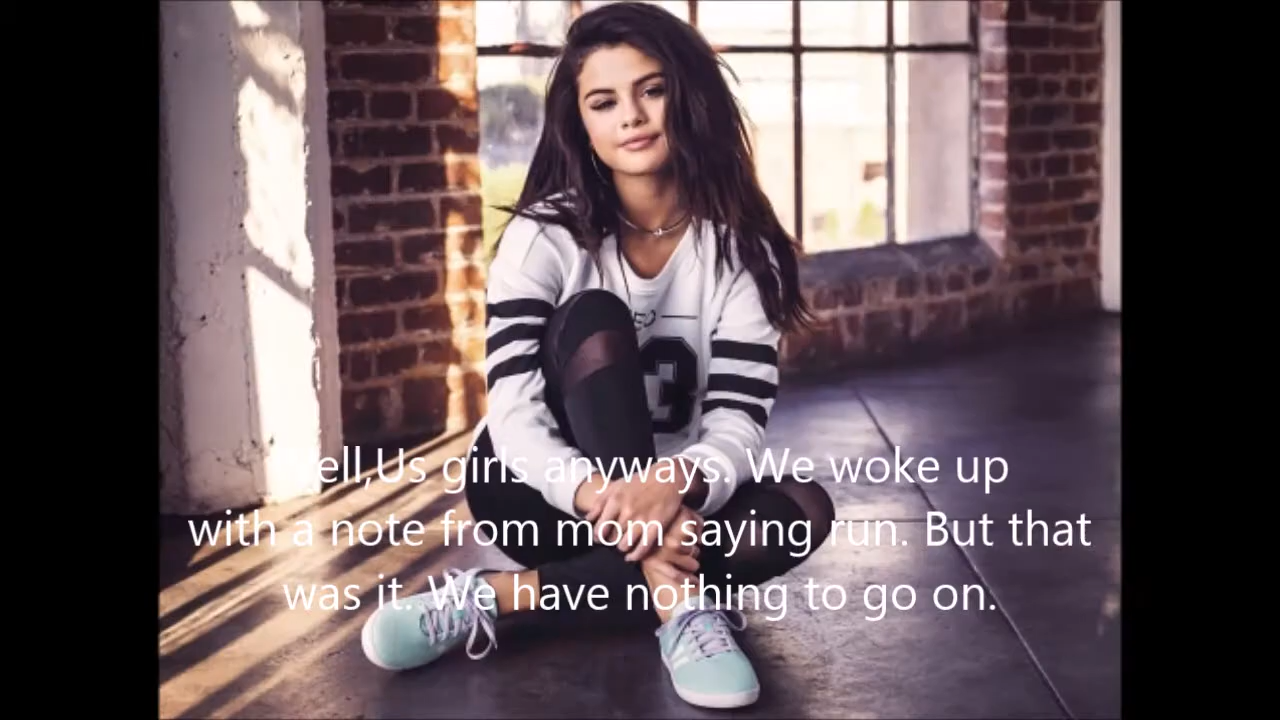 Well,Us girls anyways. We woke up
with a note from mom saying run. But that
was it. We have nothing to go on.